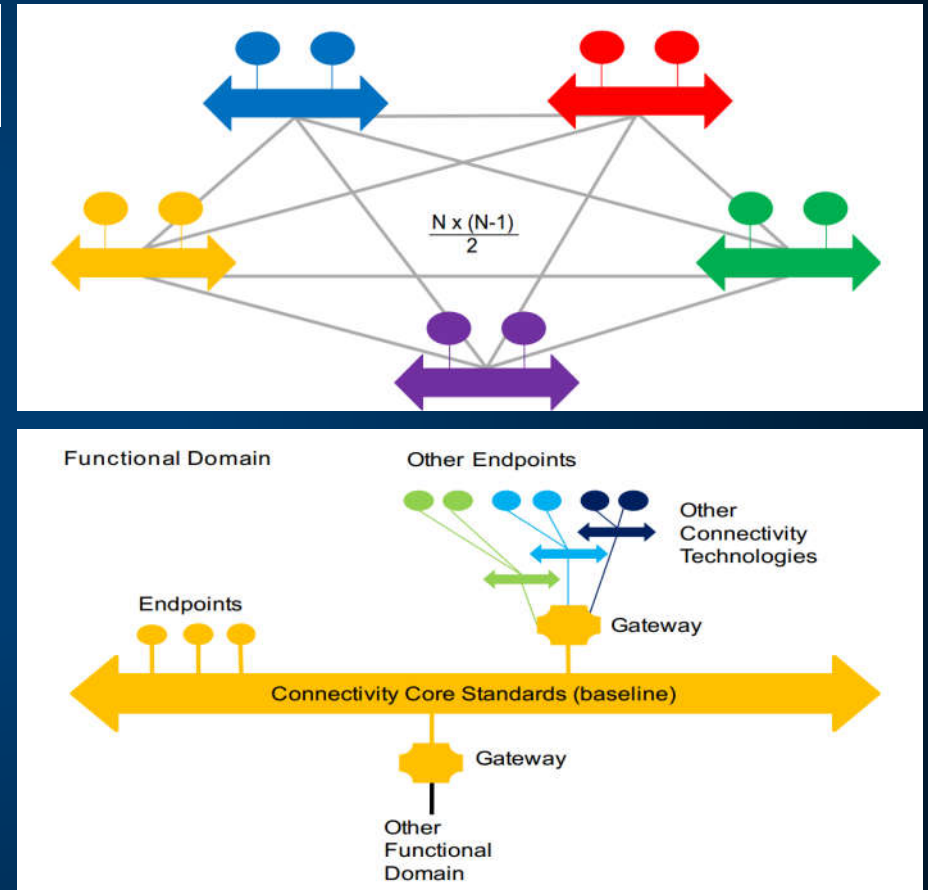 N x (N-1)
2
Functional Domain
Other Endpoints
Other
Connectivity
Technologies
Endpoints
Gateway
Connectivity Core Standards (baseline)
Gateway
Other
Functional
Domain